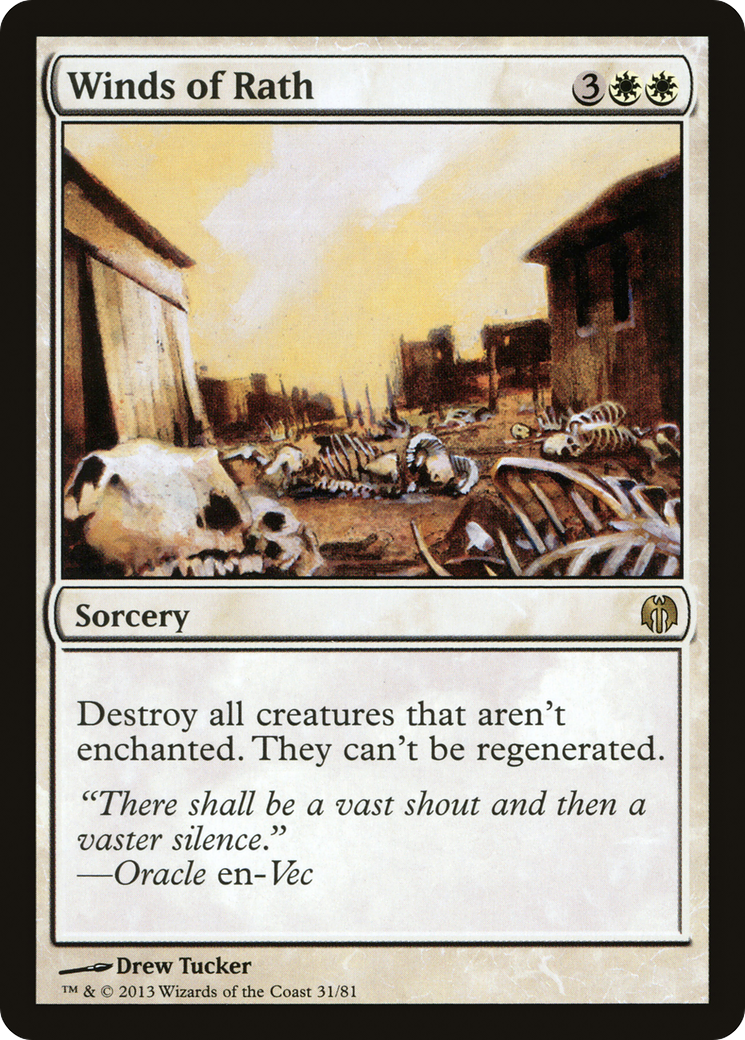 Winds of Rath 3
Sorcery
Destroy all creatures that aren't
enchanted. They can't be regenerated.
“There shall be a vast shout and then a
vaster silence.”
—Oracle en-Vec
Drew Tucker
™ & © 2013 Wizards of the Coast 31/81